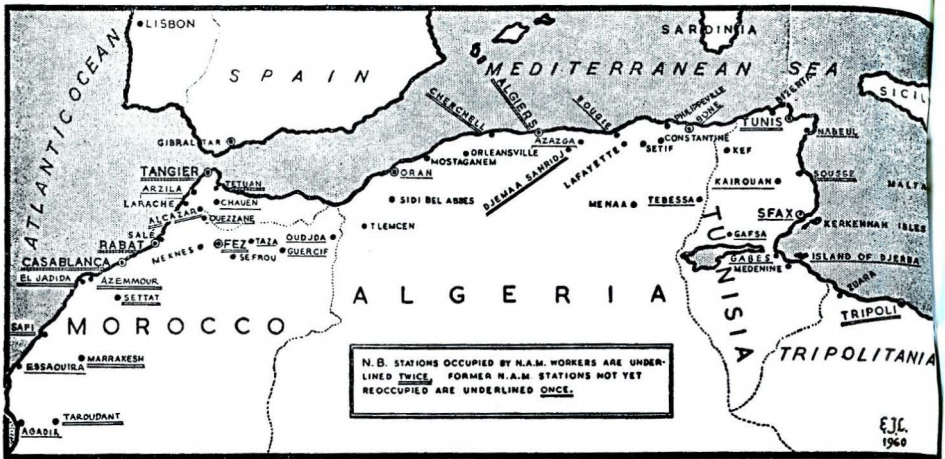 LISBON
SARDINIA
SPAIN
MEDITERRANEAN SEA
ATLANTIC OCEAN
SICIL
ALGIERS
CHERCHELL
BOUGIE
PHILIPPEVILLE
BONE
BIZERTA
TUNIS
NABEUL
GIBRALTAR
AZAZGA
CONSTANTINE
SETIF
KEF
ORLEANSVILLE
MOSTAGANEM
DJEMAA SAHRIDJ
LAFAYETTE
TANGIER
TETUAN
ORAN
KAIROUAN
SOUSSE
MALTA
ARZILA
LARACHE
CHAUEN
ALCAZAR
OUEZZANE
SIDI BEL ABBES
MENAA
TEBESSA
SFAX
KERKENNAH ISLES
TLEMCEN
SALE
RABAT
MEKNES
FEZ
TAZA
OUDJDA
GUERCIF
SEFROU
GAFSA
GABES
MEDENINE
ISLAND OF DJERBA
CASABLANCA
EL JADIDA
AZEMMOUR
SETTAT
ALGERIA
TUNISIA
ZUARA
TRIPOLI
SAFI
MOROCCO
TRIPOLITANIA
MARRAKESH
ESSAOUIRA
N.B. STATIONS OCCUPIED BY N.A.M. WORKERS ARE UNDER-
LINED TWICE, FORMER N.A.M STATIONS NOT YET
REOCCUPIED ARE UNDERLINED ONCE.
TAROUDANT
AGADIR
E.J.L.
1960